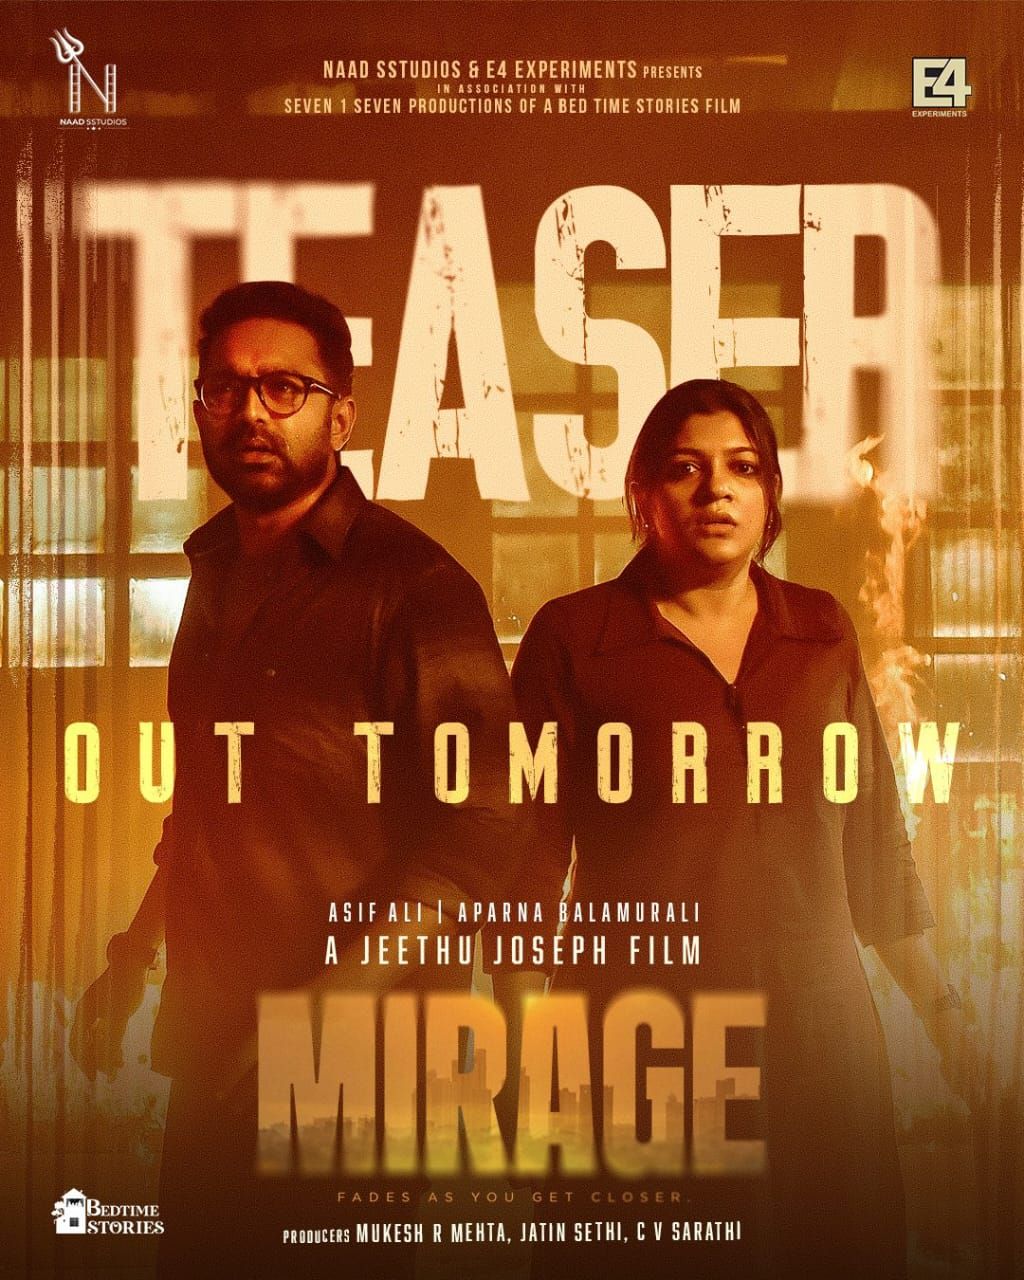 NAAD SSTUDIOS
NAAD SSTUDIOS & E4 EXPERIMENTS PRESENTS
IN ASSOCIATION WITH
SEVEN 1 SEVEN PRODUCTIONS OF A BED TIME STORIES FILM
E4
EXPERIMENTS
TEASER
OUT TOMORROW
ASIF ALI | APARNA BALAMURALI
A JEETHU JOSEPH FILM
MIRAGE
FADES AS YOU GET CLOSER.
BEDTIME
STORIES
PRODUCERS MUKESH R MEHTA, JATIN SETHI, C V SARATHI